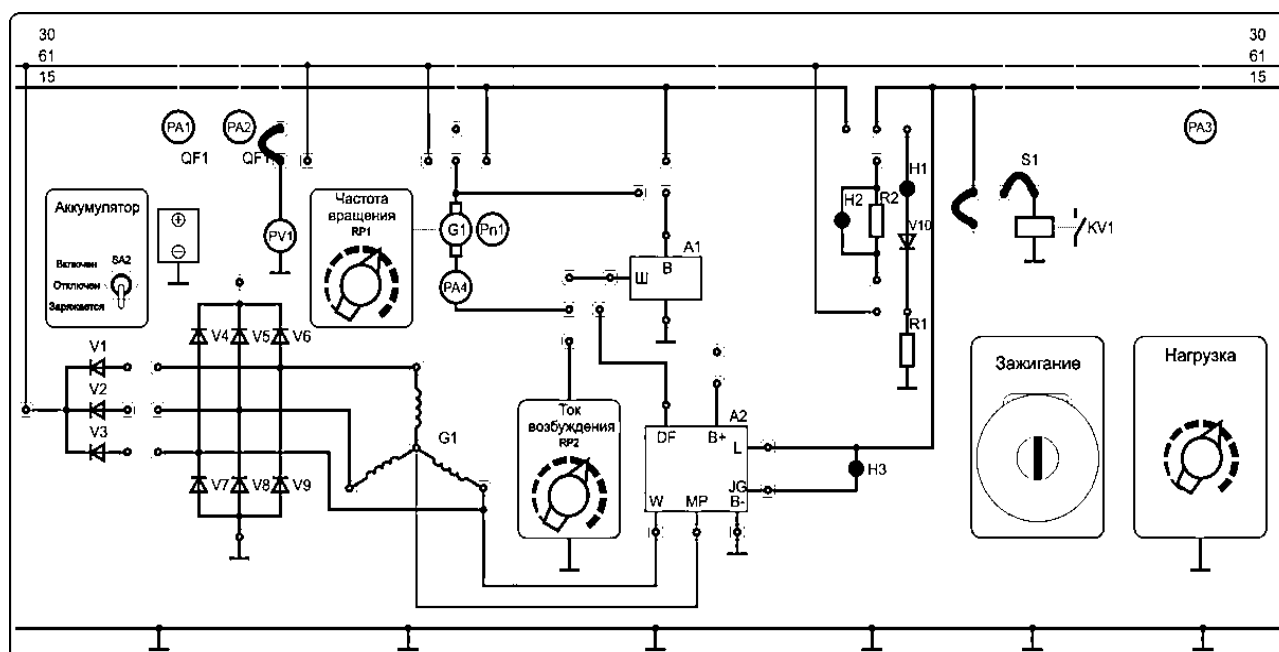 30
30
61
61
15
15
PA1
PA2
PA3
QF1
QF1
S1
H1
Аккумулятор
Частота
вращения
RP1
H2
R2
G1
Pn1
PV1
V10
KV1
A1
B
Ш
Включен
SA2
Отключен
Заряжается
PA4
V4
V5
V6
R1
V1
Зажигание
Нагрузка
V2
Ток
возбуждения
RP2
A2
V3
G1
DF
B+
L
H3
V7
V8
V9
JG
W
MP
B-